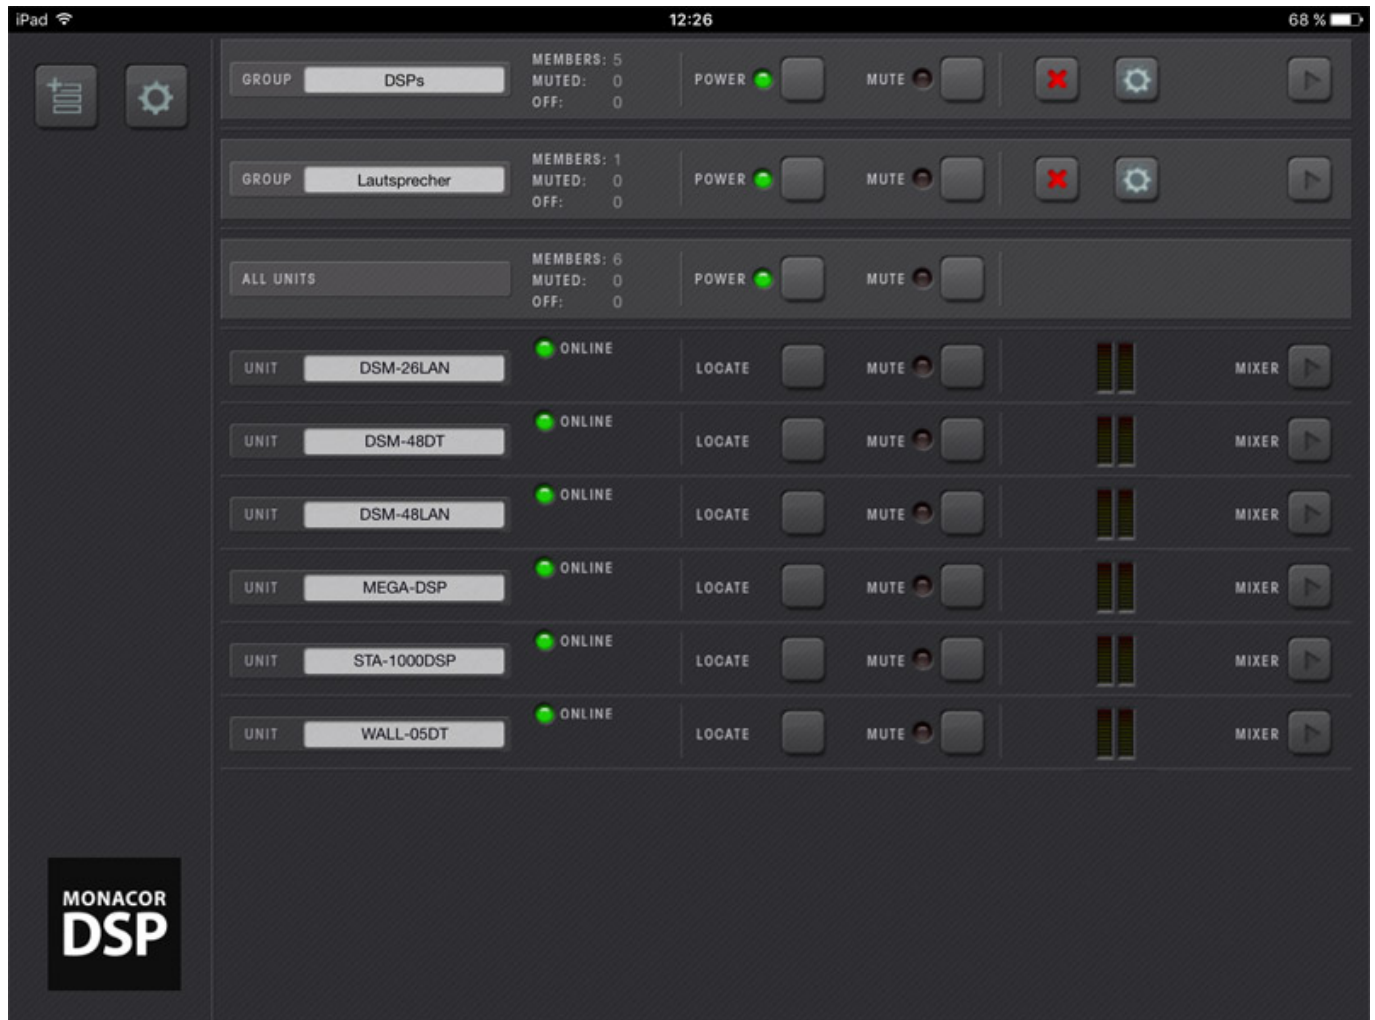 iPad 12:26 68 %
GROUP DSPs MEMBERS: 5 POWER MUTE
MUTED: 0
OFF: 0
GROUP Lautsprecher MEMBERS: 1 POWER MUTE
MUTED: 0
OFF: 0
ALL UNITS MEMBERS: 6 POWER MUTE
MUTED: 0
OFF: 0
UNIT DSM-26LAN ONLINE LOCATE MUTE MIXER
UNIT DSM-48DT ONLINE LOCATE MUTE MIXER
UNIT DSM-48LAN ONLINE LOCATE MUTE MIXER
UNIT MEGA-DSP ONLINE LOCATE MUTE MIXER
UNIT STA-1000DSP ONLINE LOCATE MUTE MIXER
UNIT WALL-05DT ONLINE LOCATE MUTE MIXER
MONACOR
DSP